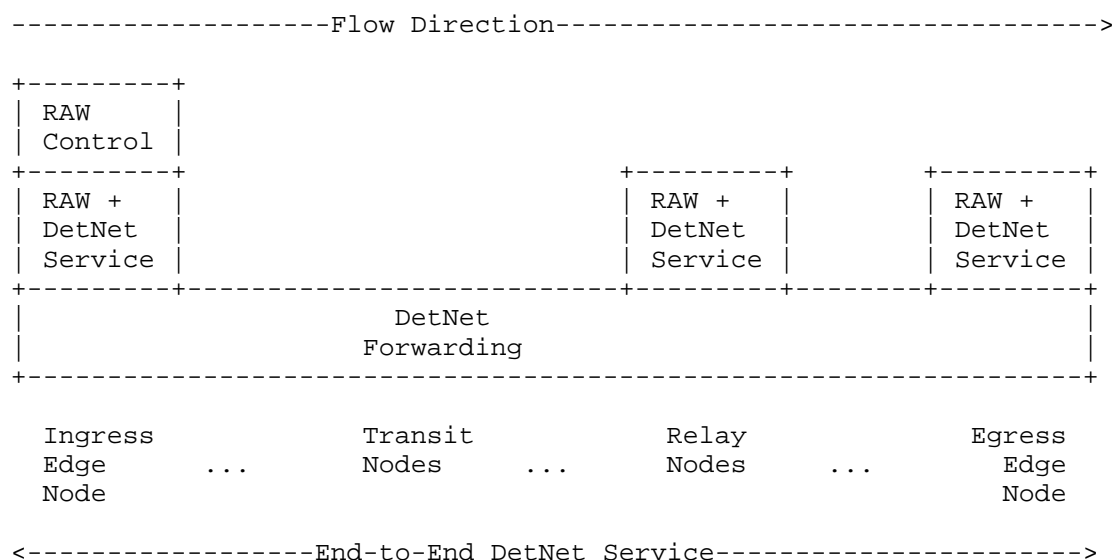 Flow Direction
RAW
Control
RAW + RAW + RAW +
DetNet DetNet DetNet
Service Service Service
DetNet
Forwarding
Ingress Transit Relay Egress
Edge ... Nodes ... Nodes ... Edge
Node Node
End-to-End DetNet Service